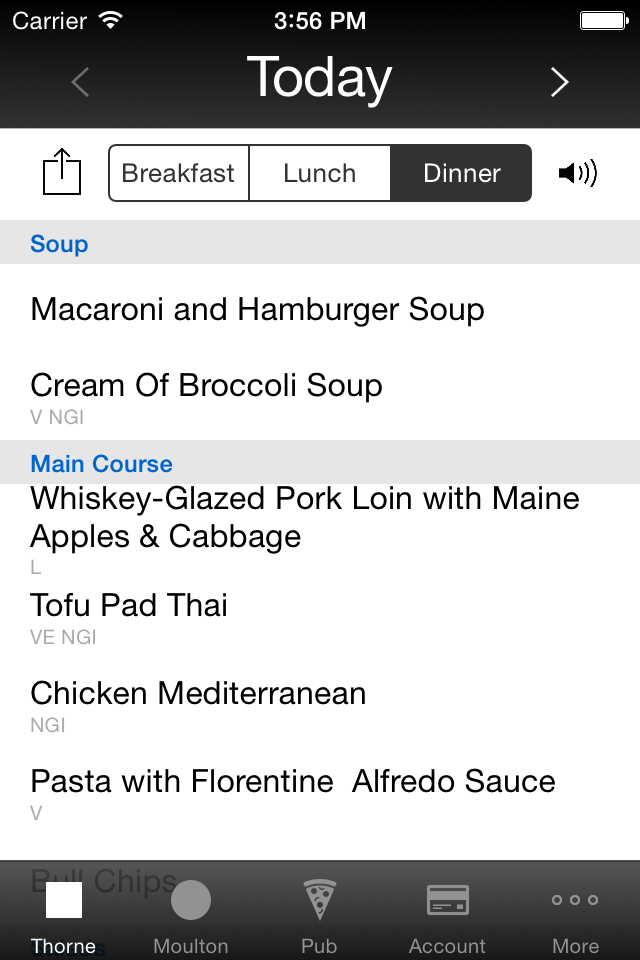 Carrier 3:56 PM
Today
Breakfast Lunch Dinner
Soup
Macaroni and Hamburger Soup
Cream Of Broccoli Soup
V NGI
Main Course
Whiskey-Glazed Pork Loin with Maine
Apples & Cabbage
L
Tofu Pad Thai
VE NGI
Chicken Mediterranean
NGI
Pasta with Florentine  Alfredo Sauce
V
Bull Chips
Thorne Moulton Pub Account More